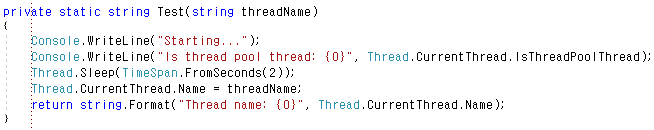 private static string Test(string threadName)
{
    Console.WriteLine("Starting...");
    Console.WriteLine("Is thread pool thread: {0}", Thread.CurrentThread.IsThreadPoolThread);
    Thread.Sleep(TimeSpan.FromSeconds(2));
    Thread.CurrentThread.Name = threadName;
    return string.Format("Thread name: {0}", Thread.CurrentThread.Name);
}